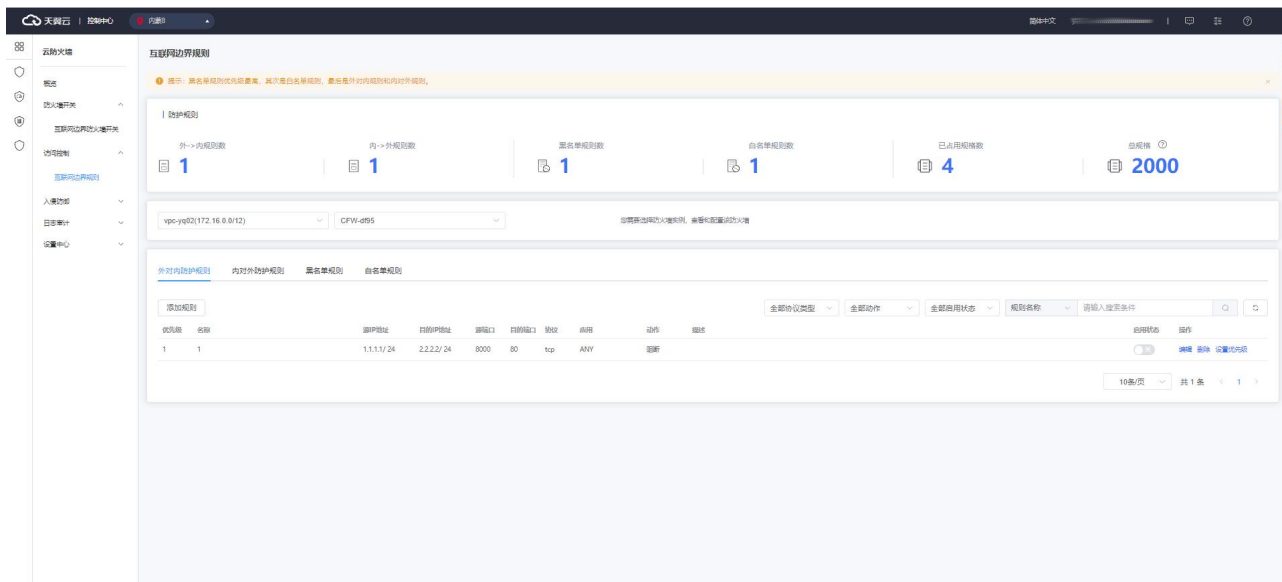 天翼云 | 控制中心 内蒙8
简体中文
云防火墙
概览
防火墙开关
互联网边界防火墙开关
访问控制
互联网边界规则
入侵防御
日志审计
设置中心
互联网边界规则
提示:黑名单规则优先级最高,其次是白名单规则,最后是外对内规则和内对外规则。
防护规则
外->内规则数 内->外规则数 黑名单规则数 白名单规则数 已占用规格数 总规格
1 1 1 1 4 2000
vpc-yq02(172.16.0.0/12) CFW-df95 您需要选择防火墙实例,查看和配置该防火墙
外对内防护规则 内对外防护规则 黑名单规则 白名单规则
添加规则 全部协议类型 全部动作 全部启用状态 规则名称 请输入搜索条件
优先级 名称 源IP地址 目的IP地址 源端口 目的端口 协议 应用 动作 描述 启用状态 操作
1 1 1.1.1.1/ 24 2.2.2.2/ 24 8000 80 tcp ANY 阻断 关 编辑 删除 设置优先级
10条/页 共 1 条 1